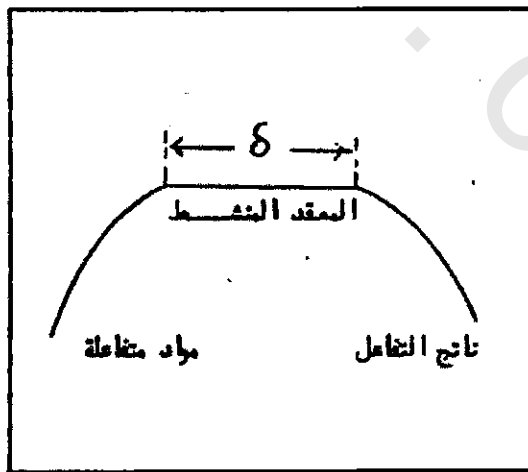 δ
المعقد المنشط
مواد متفاعلة
ناتج التفاعل